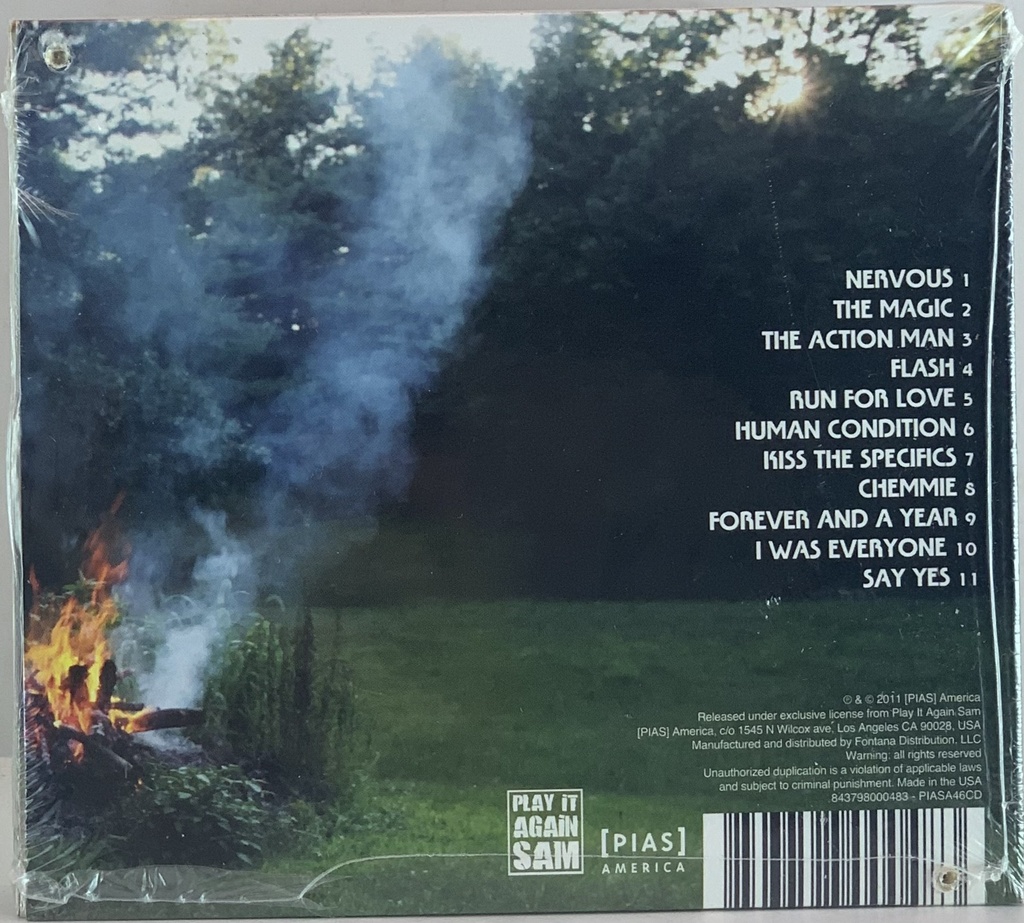 NERVOUS 1
THE MAGIC 2
THE ACTION MAN 3
FLASH 4
RUN FOR LOVE 5
HUMAN CONDITION 6
KISS THE SPECIFICS 7
CHEMMIE 8
FOREVER AND A YEAR 9
I WAS EVERYONE 10
SAY YES 11
℗ & © 2011 [PIAS] America
Released under exclusive license from Play It Again Sam
[PIAS] America, c/o 1545 N Wilcox ave, Los Angeles CA 90028, USA
Manufactured and distributed by Fontana Distribution, LLC
Warning: all rights reserved
Unauthorized duplication is a violation of applicable laws
and subject to criminal punishment. Made in the USA
843798000483 - PIASA46CD
PLAY IT
AGAIN
SAM
[PIAS]
AMERICA